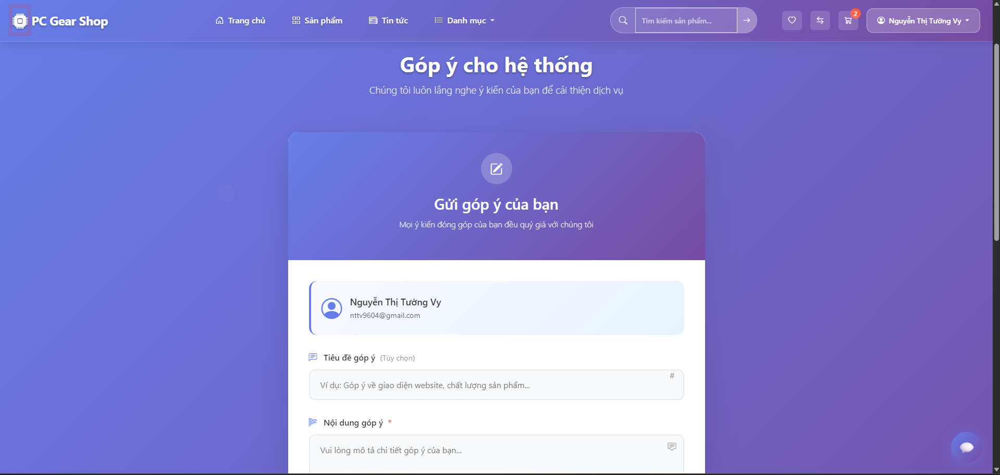 PC Gear Shop
Trang chủ
Sản phẩm
Tin tức
Danh mục
Tìm kiếm sản phẩm...
2
Nguyễn Thị Tường Vy
Góp ý cho hệ thống
Chúng tôi luôn lắng nghe ý kiến của bạn để cải thiện dịch vụ
Gửi góp ý của bạn
Mọi ý kiến đóng góp của bạn đều quý giá với chúng tôi
Nguyễn Thị Tường Vy
nttv9604@gmail.com
Tiêu đề góp ý (Tùy chọn)
Ví dụ: Góp ý về giao diện website, chất lượng sản phẩm...
#
Nội dung góp ý *
Vui lòng mô tả chi tiết góp ý của bạn...